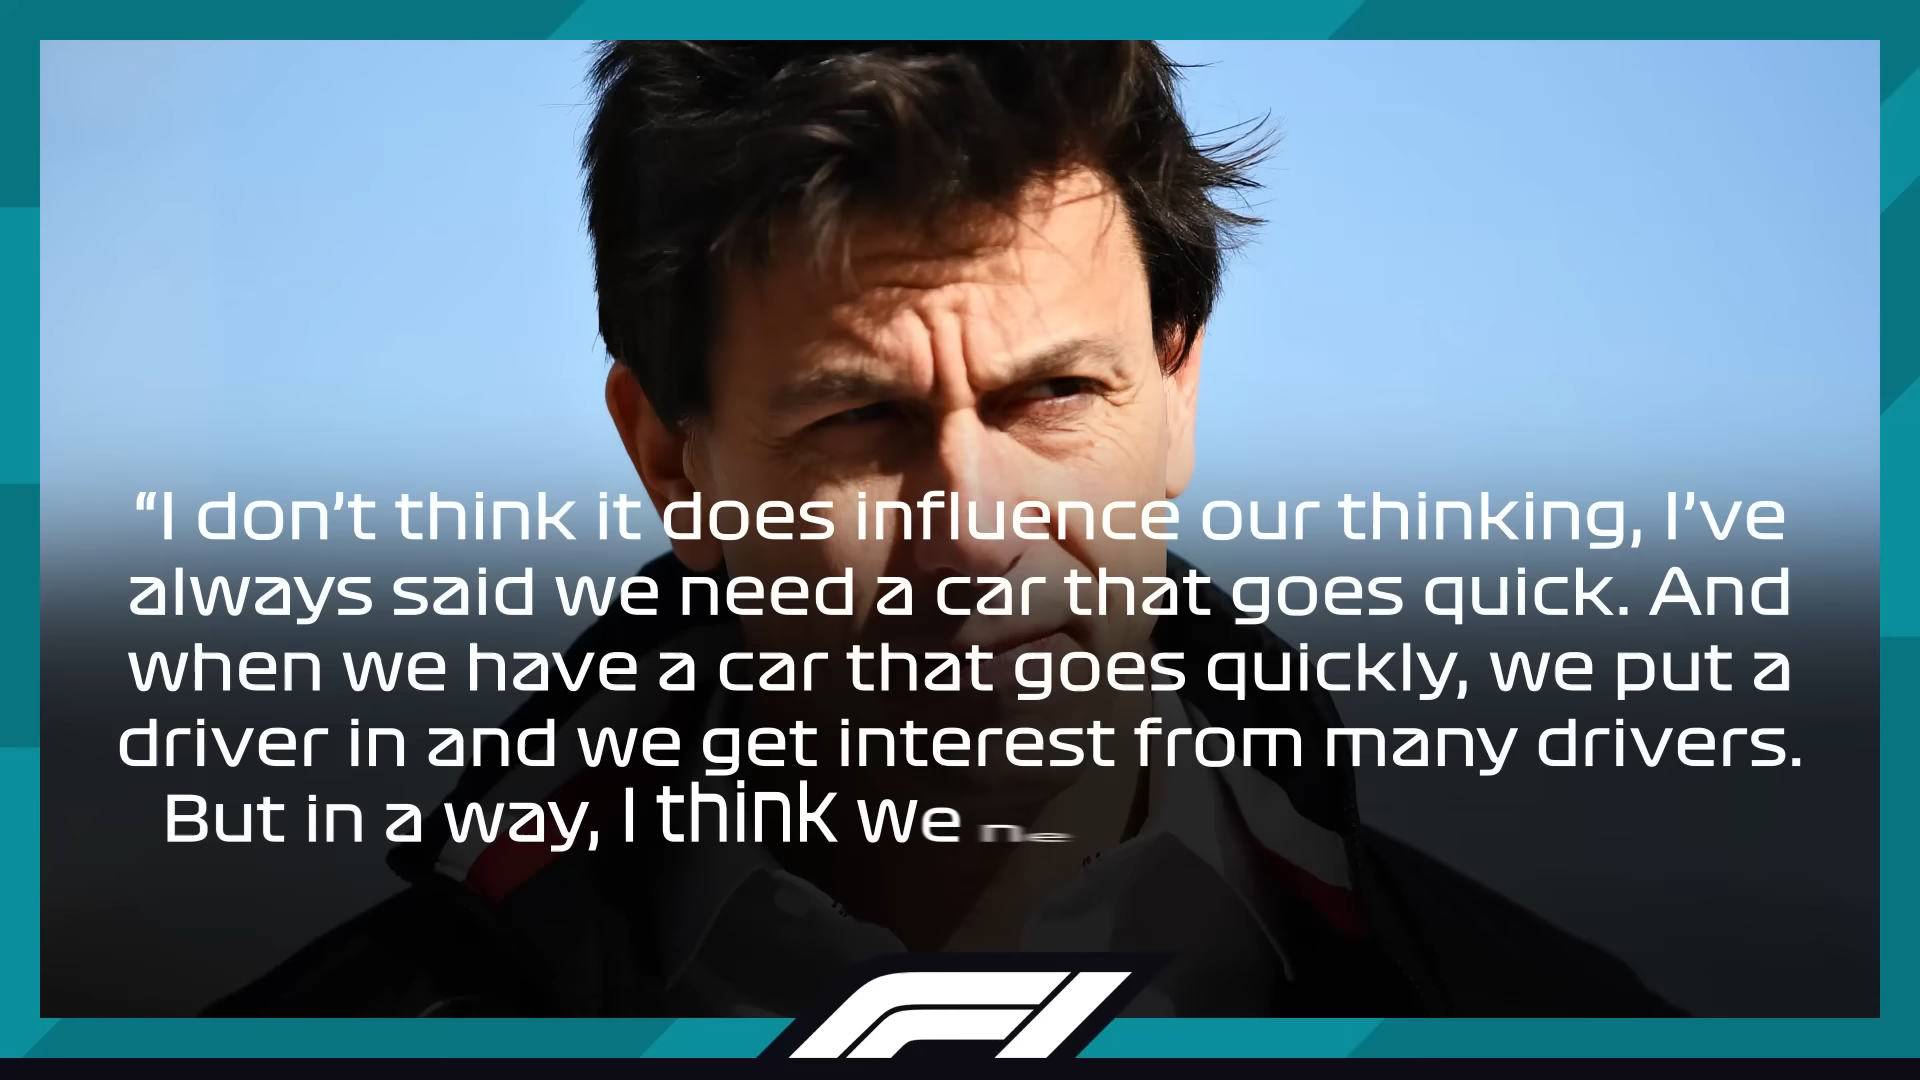 “I don’t think it does influence our thinking, I’ve
always said we need a car that goes quick. And
when we have a car that goes quickly, we put a
driver in and we get interest from many drivers.
But in a way, I think we ne
F1